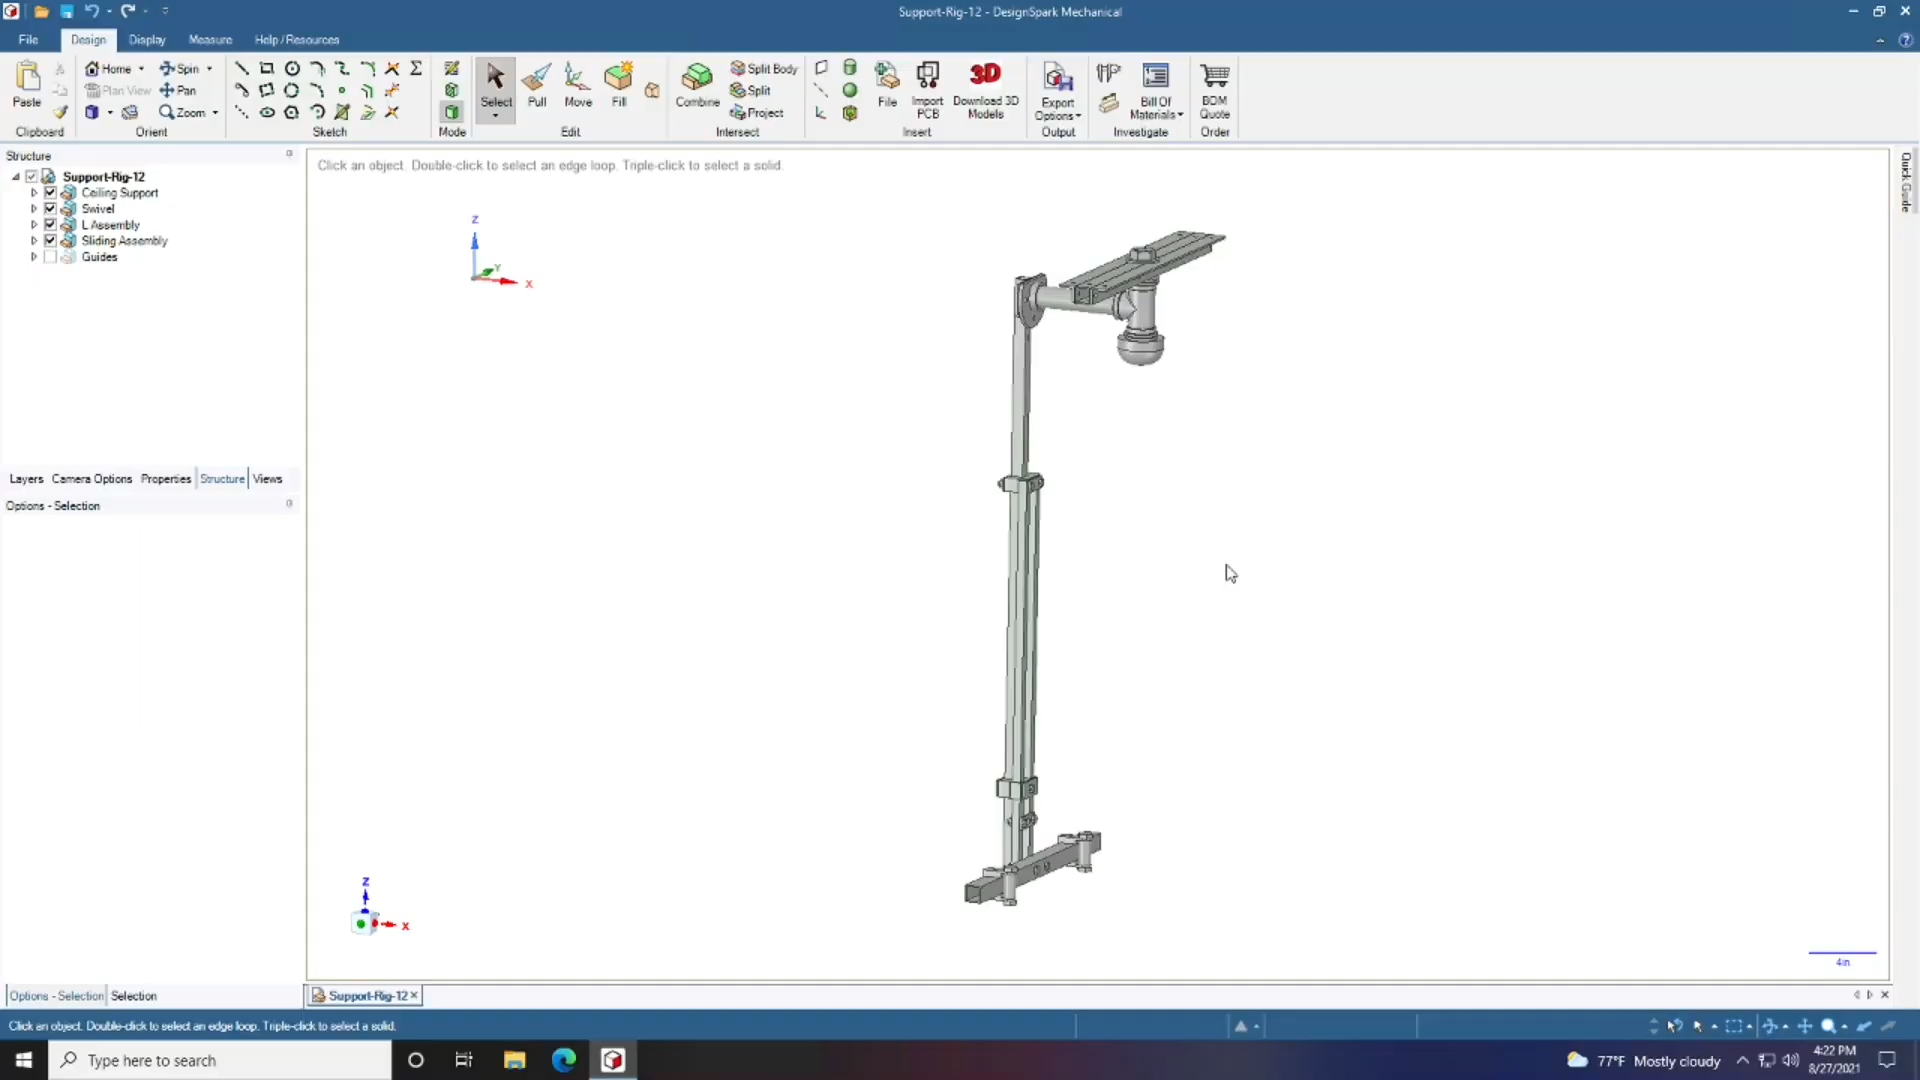 Support-Rig-12 - DesignSpark Mechanical
File Design Display Measure Help/Resources
Paste
Clipboard
Home Spin
Plan View Pan
Zoom
Orient
Sketch
Mode
Select Pull Move Fill
Edit
Combine
Split Body
Split
Project
Intersect
File
Import PCB
Download 3D Models
3D
Insert
Export Options
Output
Bill Of Materials
Investigate
BOM Quote
Order
Structure
Support-Rig-12
Ceiling Support
Swivel
L Assembly
Sliding Assembly
Guides
Layers Camera Options Properties Structure Views
Options - Selection
Click an object. Double-click to select an edge loop. Triple-click to select a solid.
Z
Y
X
Z
X
4in
Quick Guide
Options - Selection Selection
Support-Rig-12
Click an object. Double-click to select an edge loop. Triple-click to select a solid.
Type here to search
77°F Mostly cloudy
4:22 PM
8/27/2021